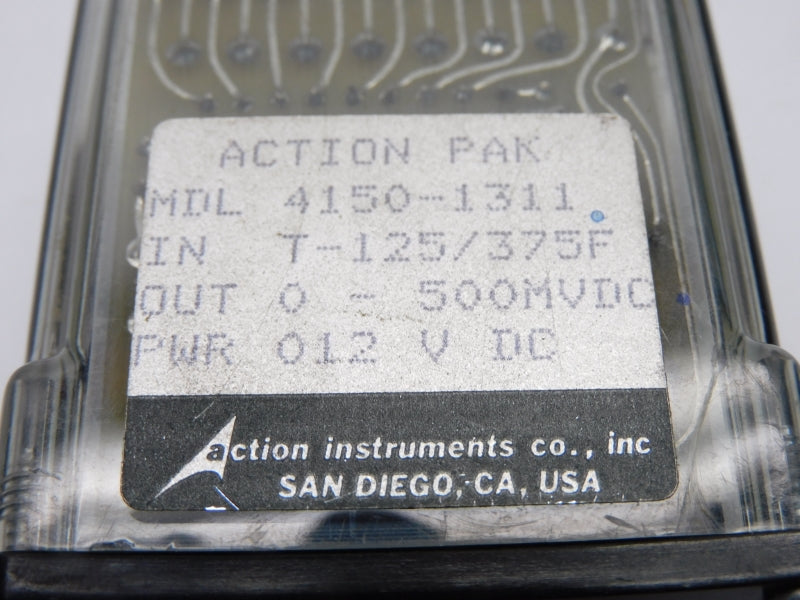 ACTION PAK
MDL 4150-1311
IN T-125/375F
OUT 0 - 500MVDC
PWR 012 V DC
action instruments co., inc
SAN DIEGO, CA, USA